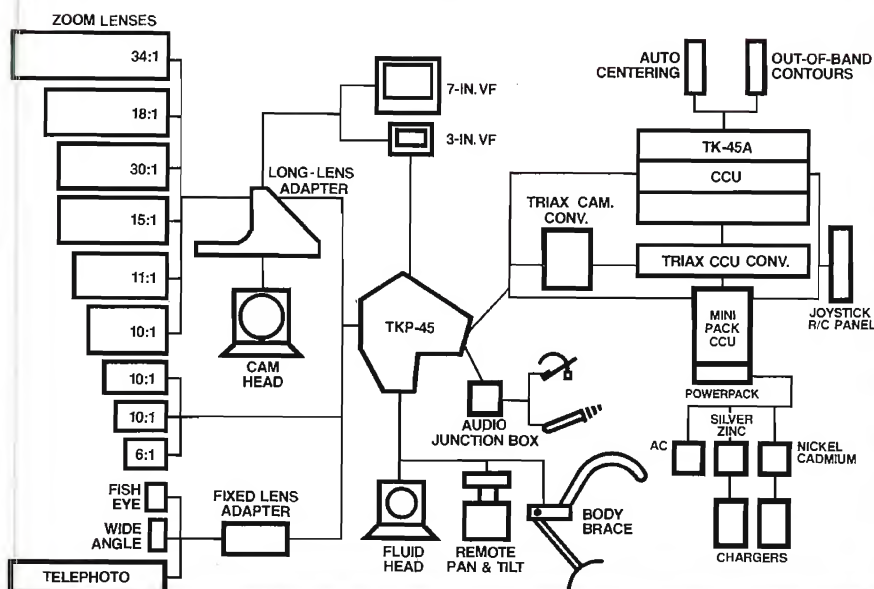 ZOOM LENSES
34:1
18:1
30:1
15:1
11:1
10:1
10:1
10:1
6:1
FISH
EYE
WIDE
ANGLE
TELEPHOTO
FIXED LENS
ADAPTER
LONG-LENS
ADAPTER
CAM
HEAD
7-IN. VF
3-IN. VF
TKP-45
FLUID
HEAD
REMOTE
PAN & TILT
BODY
BRACE
AUDIO
JUNCTION BOX
TRIAX CAM.
CONV.
AUTO
CENTERING
OUT-OF-BAND
CONTOURS
TK-45A
CCU
TRIAX CCU CONV.
JOYSTICK
R/C PANEL
MINI
PACK
CCU
POWERPACK
AC
SILVER
ZINC
NICKEL
CADMIUM
CHARGERS